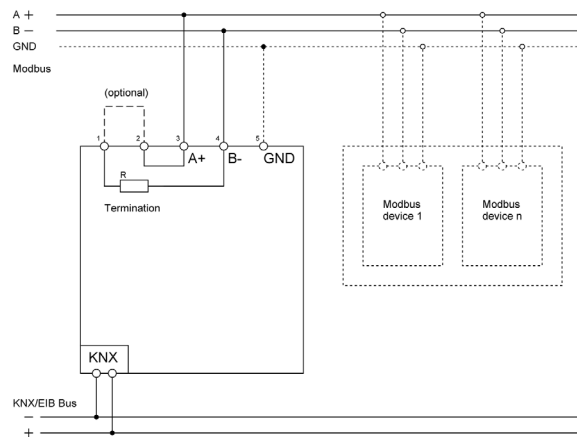 A +
B −
GND
Modbus
(optional)
1 2 3 4 5
A+ B- GND
R
Termination
Modbus
device 1
Modbus
device n
KNX
KNX/EIB Bus
−
+